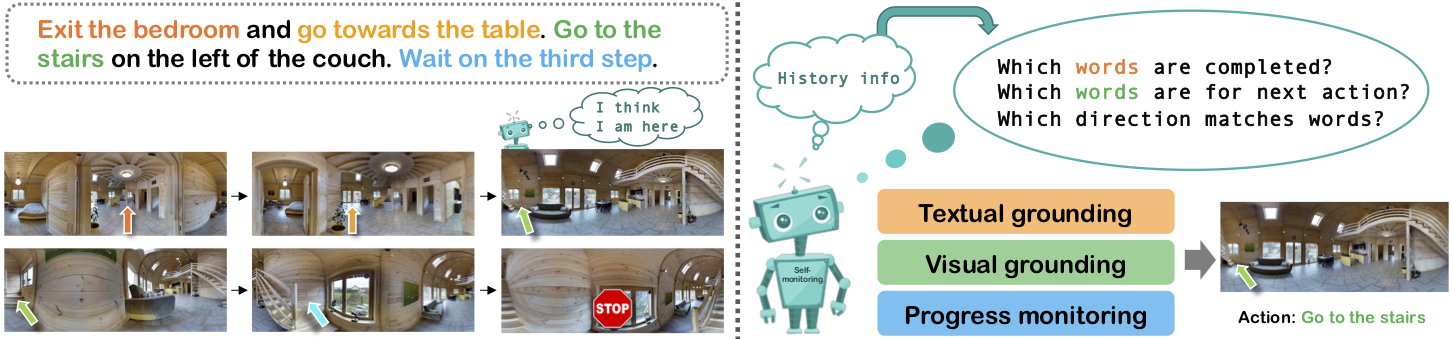 Exit the bedroom and go towards the table. Go to the
stairs on the left of the couch. Wait on the third step.
I think
I am here
STOP
History info
Which words are completed?
Which words are for next action?
Which direction matches words?
Self-
monitoring
Textual grounding
Visual grounding
Progress monitoring
Action: Go to the stairs